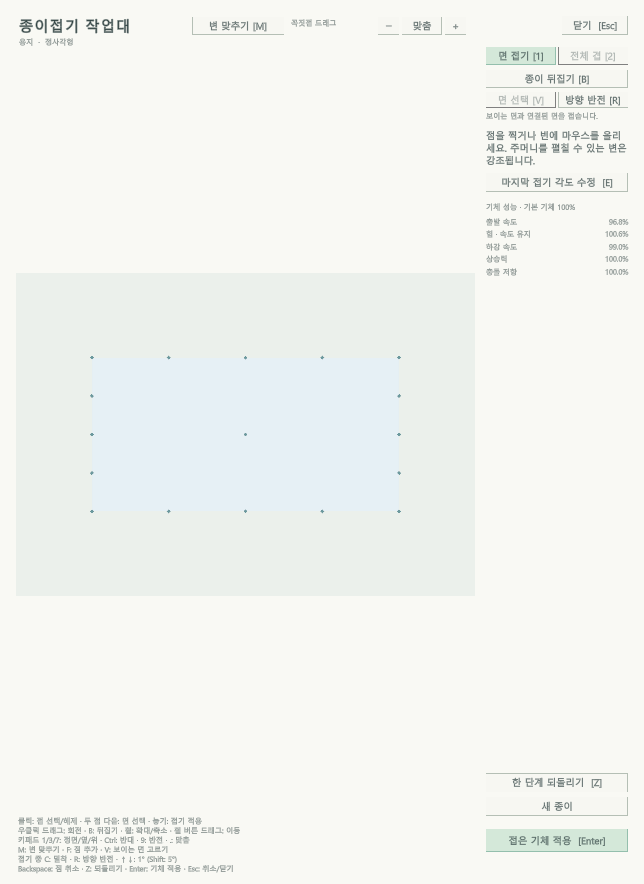 종이접기 작업대
용지 · 정사각형
변 맞추기 [M]
꼭짓점 드래그
− 맞춤 +
닫기 [Esc]
면 접기 [1] 전체 겹 [2]
종이 뒤집기 [B]
면 선택 [V] 방향 반전 [R]
보이는 면과 연결된 면을 접습니다.
점을 찍거나 변에 마우스를 올리
세요. 주머니를 펼칠 수 있는 변은
강조됩니다.
마지막 접기 각도 수정 [E]
기체 성능 · 기본 기체 100%
출발 속도 96.8%
힘 · 속도 유지 100.6%
하강 속도 99.0%
상승력 100.0%
충돌 저항 100.0%
한 단계 되돌리기 [Z]
새 종이
접은 기체 적용 [Enter]
클릭: 점 선택/해제 · 두 점 다음: 면 선택 · 놓기: 접기 적용
우클릭 드래그: 회전 · B: 뒤집기 · 휠: 확대/축소 · 휠 버튼 드래그: 이동
키패드 1/3/7: 정면/옆/위 · Ctrl: 반대 · 9: 반전 · .: 맞춤
M: 변 맞추기 · F: 점 추가 · V: 보이는 면 고르기
접기 중 C: 밀착 · R: 방향 반전 · ↑ ↓: 1° (Shift: 5°)
Backspace: 점 취소 · Z: 되돌리기 · Enter: 기체 적용 · Esc: 취소/닫기